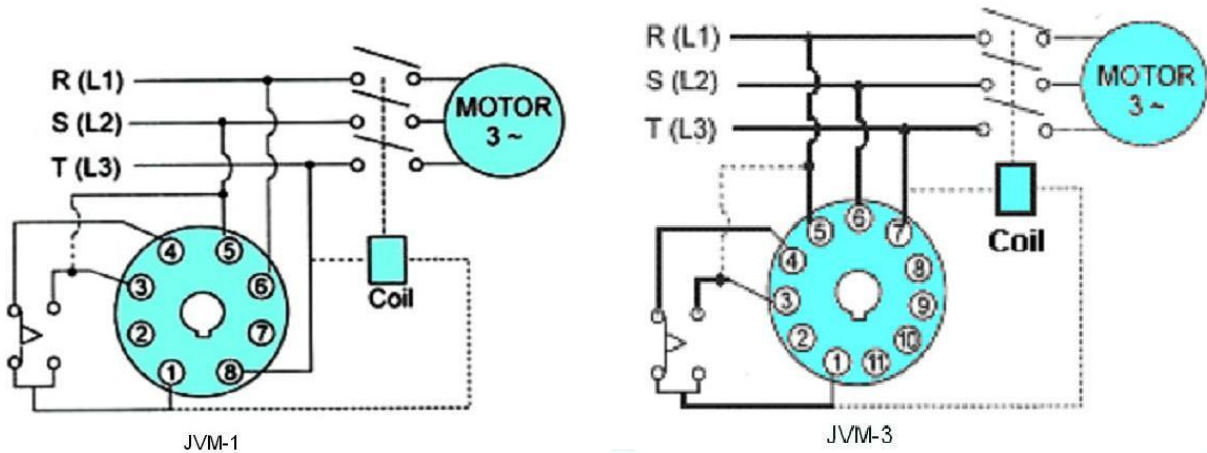 R (L1)
S (L2)
T (L3)
MOTOR
3 ~
4
5
3
6
2
7
1
8
Coil
JVM-1
R (L1)
S (L2)
T (L3)
MOTOR
3 ~
6
5
7
4
8
3
9
2
10
1
11
Coil
JVM-3